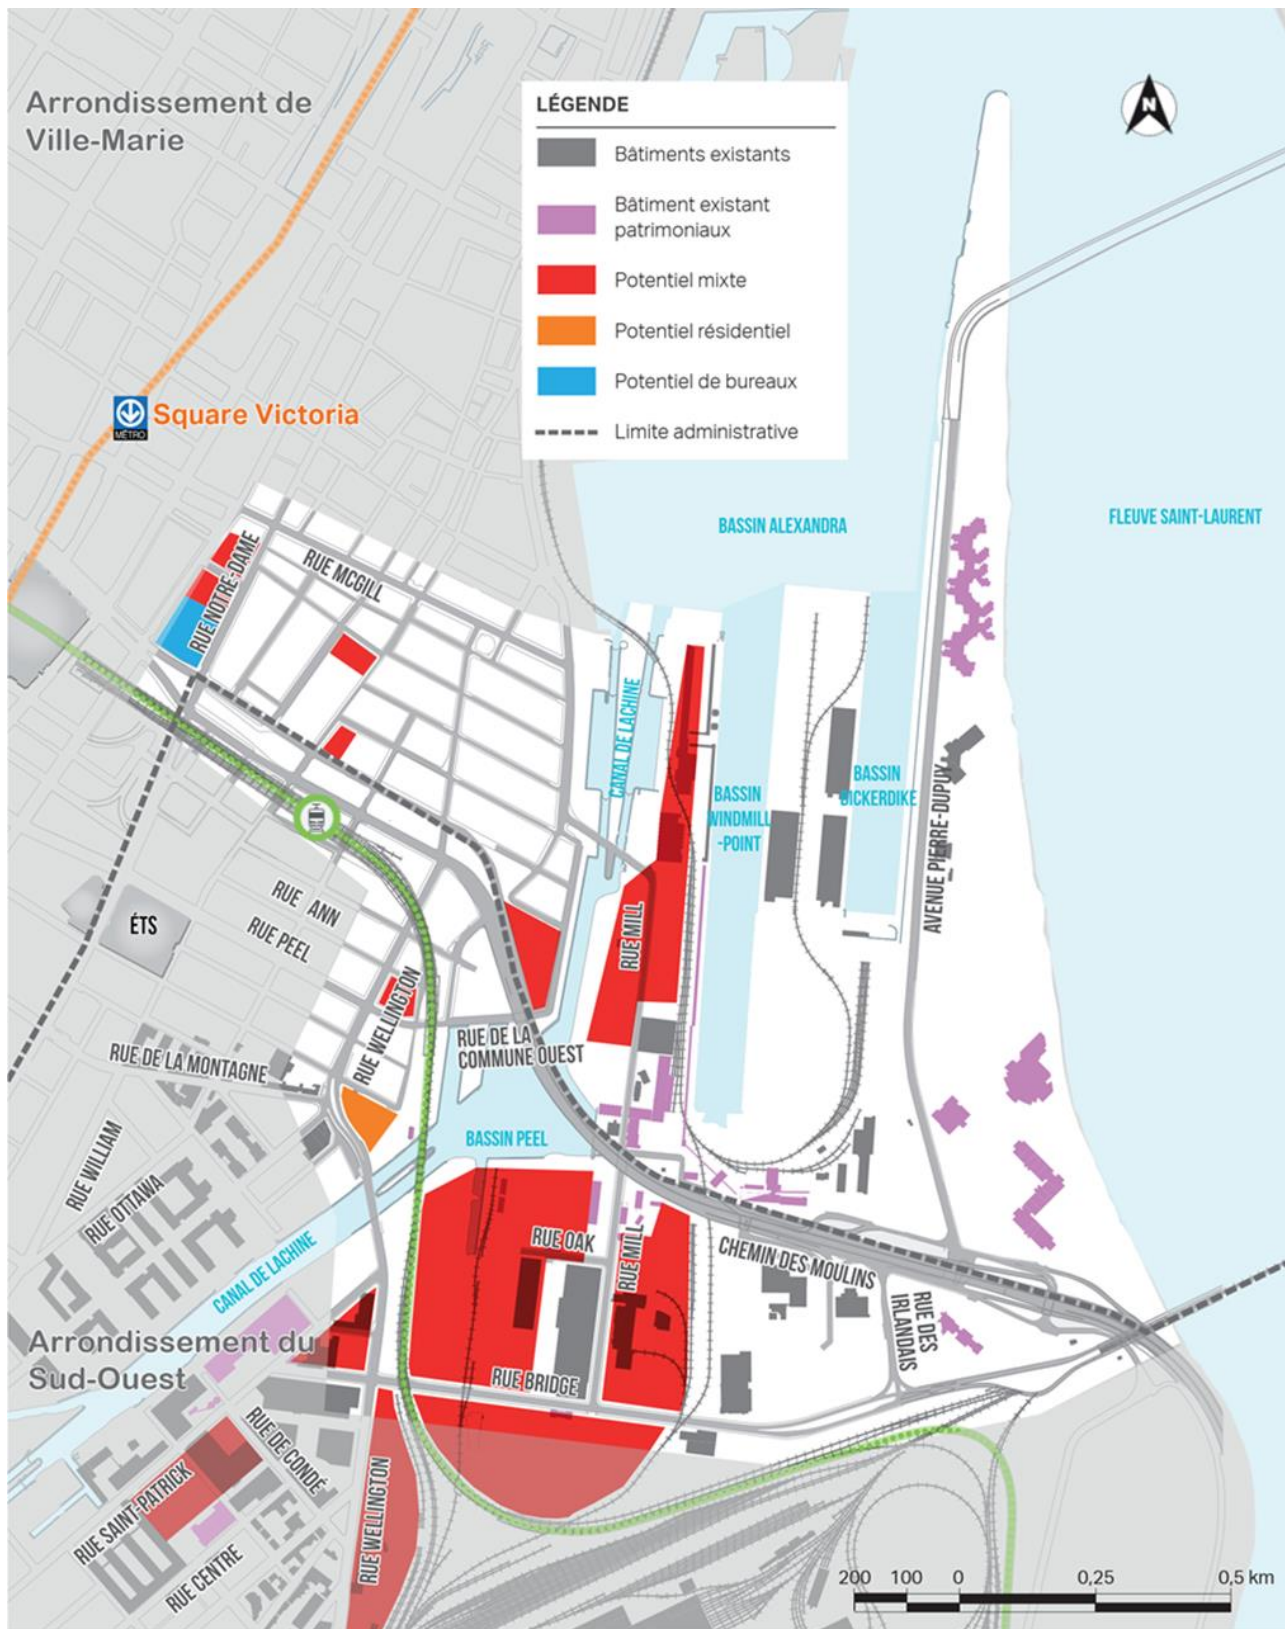 Arrondissement de
Ville-Marie
LÉGENDE
Bâtiments existants
Bâtiment existant
patrimoniaux
Potentiel mixte
Potentiel résidentiel
Potentiel de bureaux
Limite administrative
N
MÉTRO
Square Victoria
BASSIN ALEXANDRA
FLEUVE SAINT-LAURENT
RUE NOTRE-DAME
RUE MCGILL
CANAL DE LACHINE
BASSIN
WINDMILL
-POINT
BASSIN
BICKERDIKE
AVENUE PIERRE-DUPUY
ÉTS
RUE ANN
RUE PEEL
RUE MILL
RUE WELLINGTON
RUE DE LA
COMMUNE OUEST
RUE DE LA MONTAGNE
BASSIN PEEL
RUE WILLIAM
RUE OTTAWA
CANAL DE LACHINE
RUE OAK
RUE MILL
CHEMIN DES MOULINS
RUE DES
IRLANDAIS
Arrondissement du
Sud-Ouest
RUE BRIDGE
RUE DE CONDÉ
RUE SAINT-PATRICK
RUE CENTRE
RUE WELLINGTON
200 100 0 0,25 0,5 km